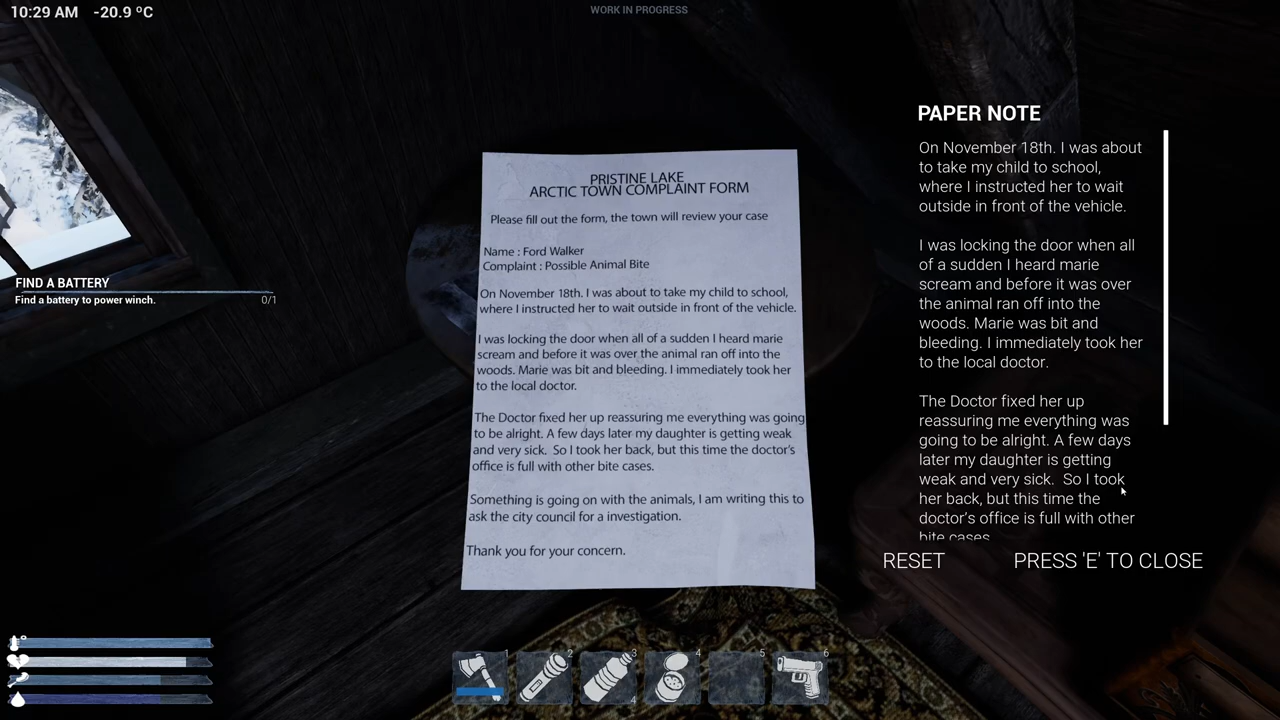 10:29 AM -20.9 ºC
WORK IN PROGRESS
FIND A BATTERY
Find a battery to power winch. 0/1
PRISTINE LAKE
ARCTIC TOWN COMPLAINT FORM
Please fill out the form, the town will review your case
Name : Ford Walker
Complaint : Possible Animal Bite
On November 18th. I was about to take my child to school,
where I instructed her to wait outside in front of the vehicle.
I was locking the door when all of a sudden I heard marie
scream and before it was over the animal ran off into the
woods. Marie was bit and bleeding. I immediately took her
to the local doctor.
The Doctor fixed her up reassuring me everything was going
to be alright. A few days later my daughter is getting weak
and very sick.  So I took her back, but this time the doctor's
office is full with other bite cases.
Something is going on with the animals, I am writing this to
ask the city council for a investigation.
Thank you for your concern.
PAPER NOTE
On November 18th. I was about
to take my child to school,
where I instructed her to wait
outside in front of the vehicle.
I was locking the door when all
of a sudden I heard marie
scream and before it was over
the animal ran off into the
woods. Marie was bit and
bleeding. I immediately took her
to the local doctor.
The Doctor fixed her up
reassuring me everything was
going to be alright. A few days
later my daughter is getting
weak and very sick.  So I took
her back, but this time the
doctor's office is full with other
bite cases.
RESET
PRESS 'E' TO CLOSE
1 2 3 4 5 6
4